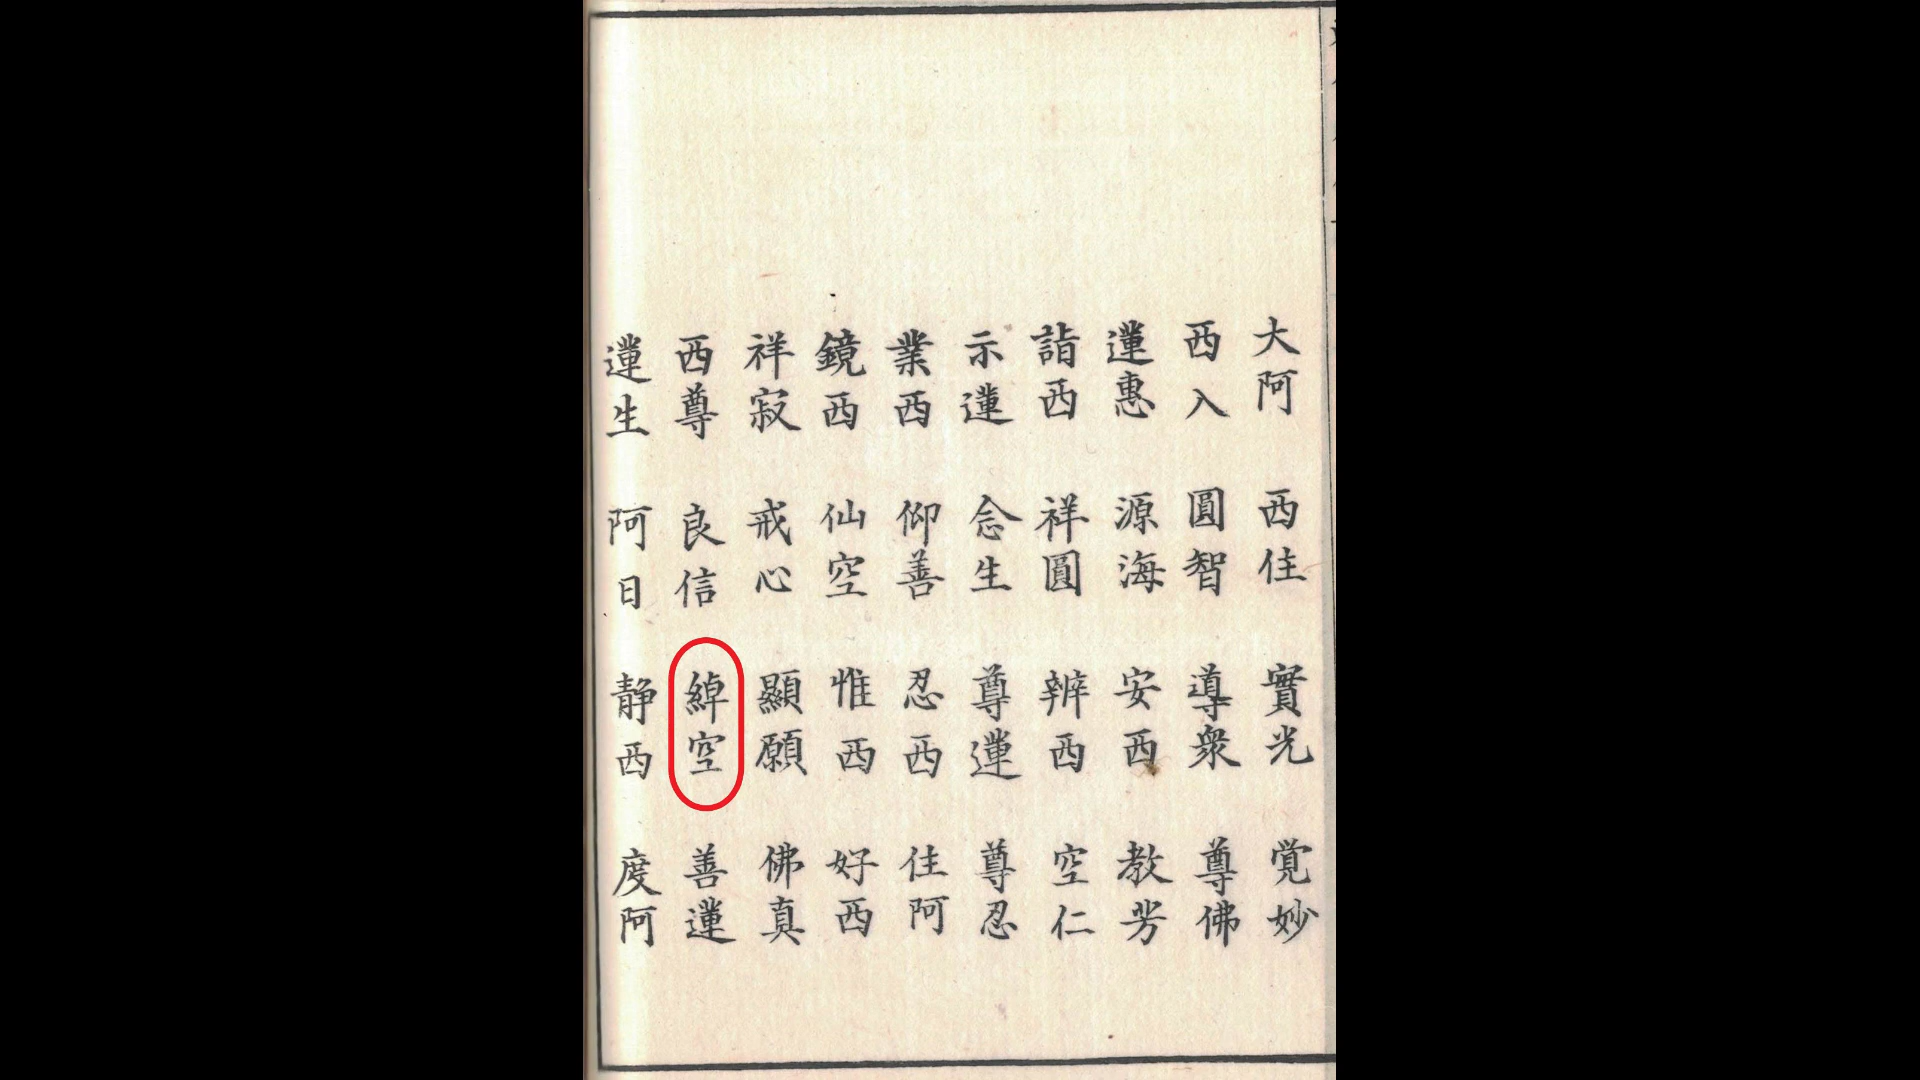 大阿 西住 實光 覚妙
西入 圓智 導衆 尊佛
蓮惠 源海 安西 教芳
詣西 祥圓 辨西 空仁
示蓮 念生 尊蓮 尊忍
業西 仰善 忍西 住阿
鏡西 仙空 惟西 好西
祥寂 戒心 顯願 佛真
西尊 良信 綽空 善蓮
蓮生 阿日 静西 度阿